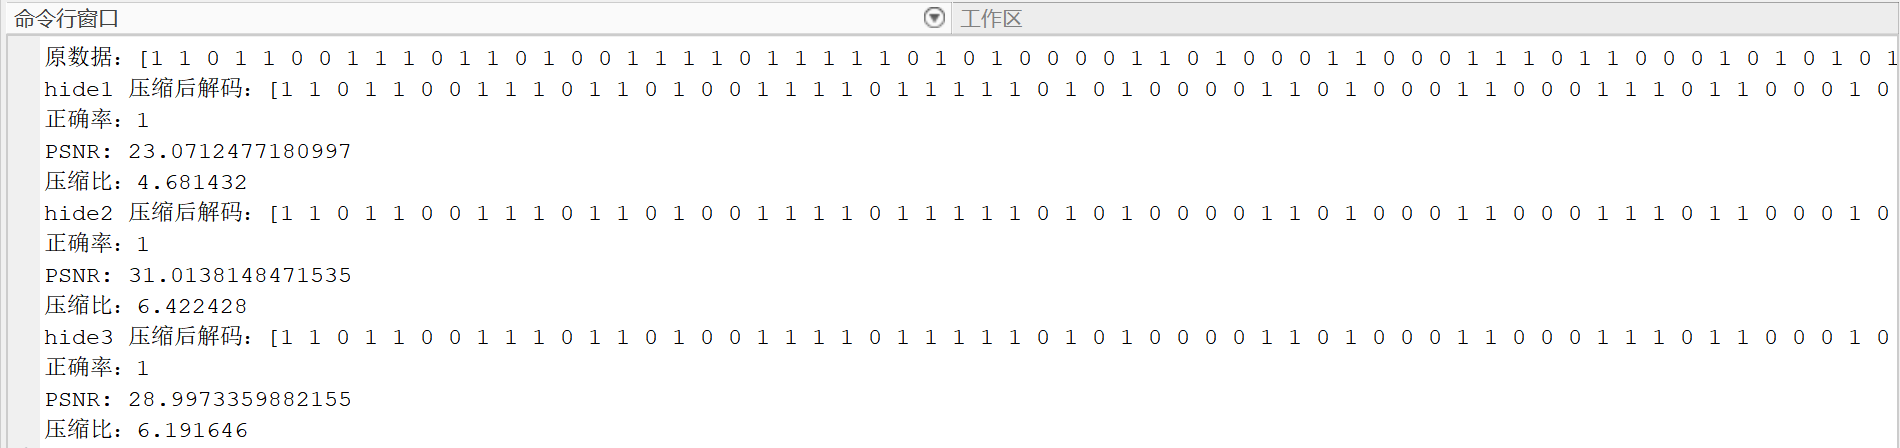 命令行窗口 工作区
原数据：[1 1 0 1 1 0 0 1 1 1 0 1 1 0 1 0 0 1 1 1 1 0 1 1 1 1 1 0 1 0 1 0 0 0 0 1 1 0 1 0 0 0 1 1 0 0 0 1 1 1 0 1 1 0 0 0 1 0 1 0 1 0 1
hide1 压缩后解码：[1 1 0 1 1 0 0 1 1 1 0 1 1 0 1 0 0 1 1 1 1 0 1 1 1 1 1 0 1 0 1 0 0 0 0 1 1 0 1 0 0 0 1 1 0 0 0 1 1 1 0 1 1 0 0 0 1 0
正确率：1
PSNR: 23.0712477180997
压缩比：4.681432
hide2 压缩后解码：[1 1 0 1 1 0 0 1 1 1 0 1 1 0 1 0 0 1 1 1 1 0 1 1 1 1 1 0 1 0 1 0 0 0 0 1 1 0 1 0 0 0 1 1 0 0 0 1 1 1 0 1 1 0 0 0 1 0
正确率：1
PSNR: 31.0138148471535
压缩比：6.422428
hide3 压缩后解码：[1 1 0 1 1 0 0 1 1 1 0 1 1 0 1 0 0 1 1 1 1 0 1 1 1 1 1 0 1 0 1 0 0 0 0 1 1 0 1 0 0 0 1 1 0 0 0 1 1 1 0 1 1 0 0 0 1 0
正确率：1
PSNR: 28.9973359882155
压缩比：6.191646